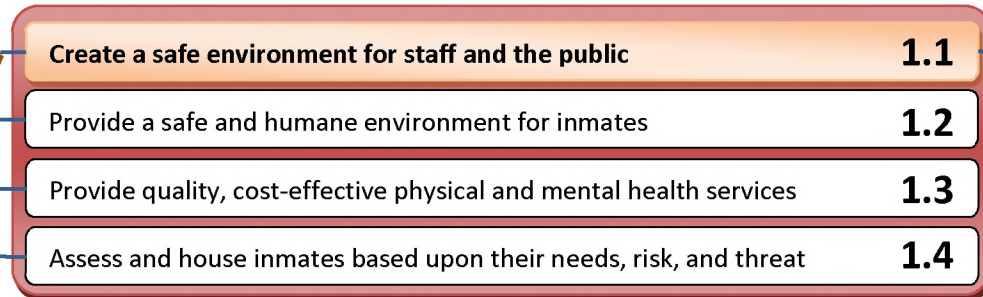 Create a safe environment for staff and the public 1.1
Provide a safe and humane environment for inmates 1.2
Provide quality, cost-effective physical and mental health services 1.3
Assess and house inmates based upon their needs, risk, and threat 1.4